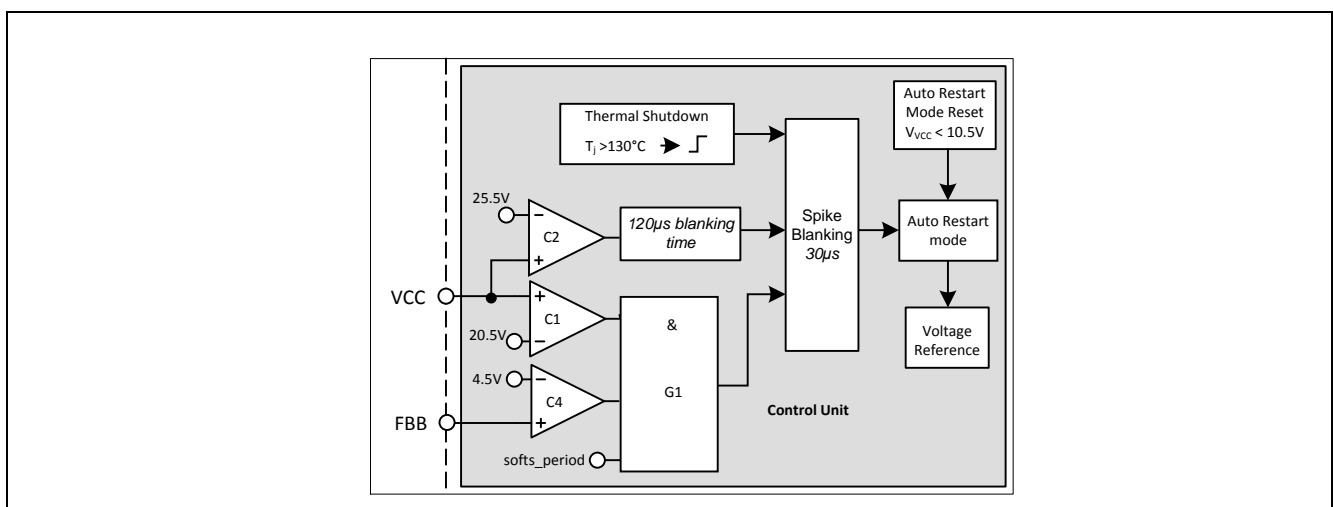 Thermal Shutdown
Tj >130°C
Auto Restart
Mode Reset
VVCC < 10.5V
25.5V
−
C2
+
120µs blanking
time
Spike
Blanking
30µs
Auto Restart
mode
VCC
+
C1
20.5V
−
&
G1
Voltage
Reference
4.5V
−
C4
+
FBB
Control Unit
softs_period